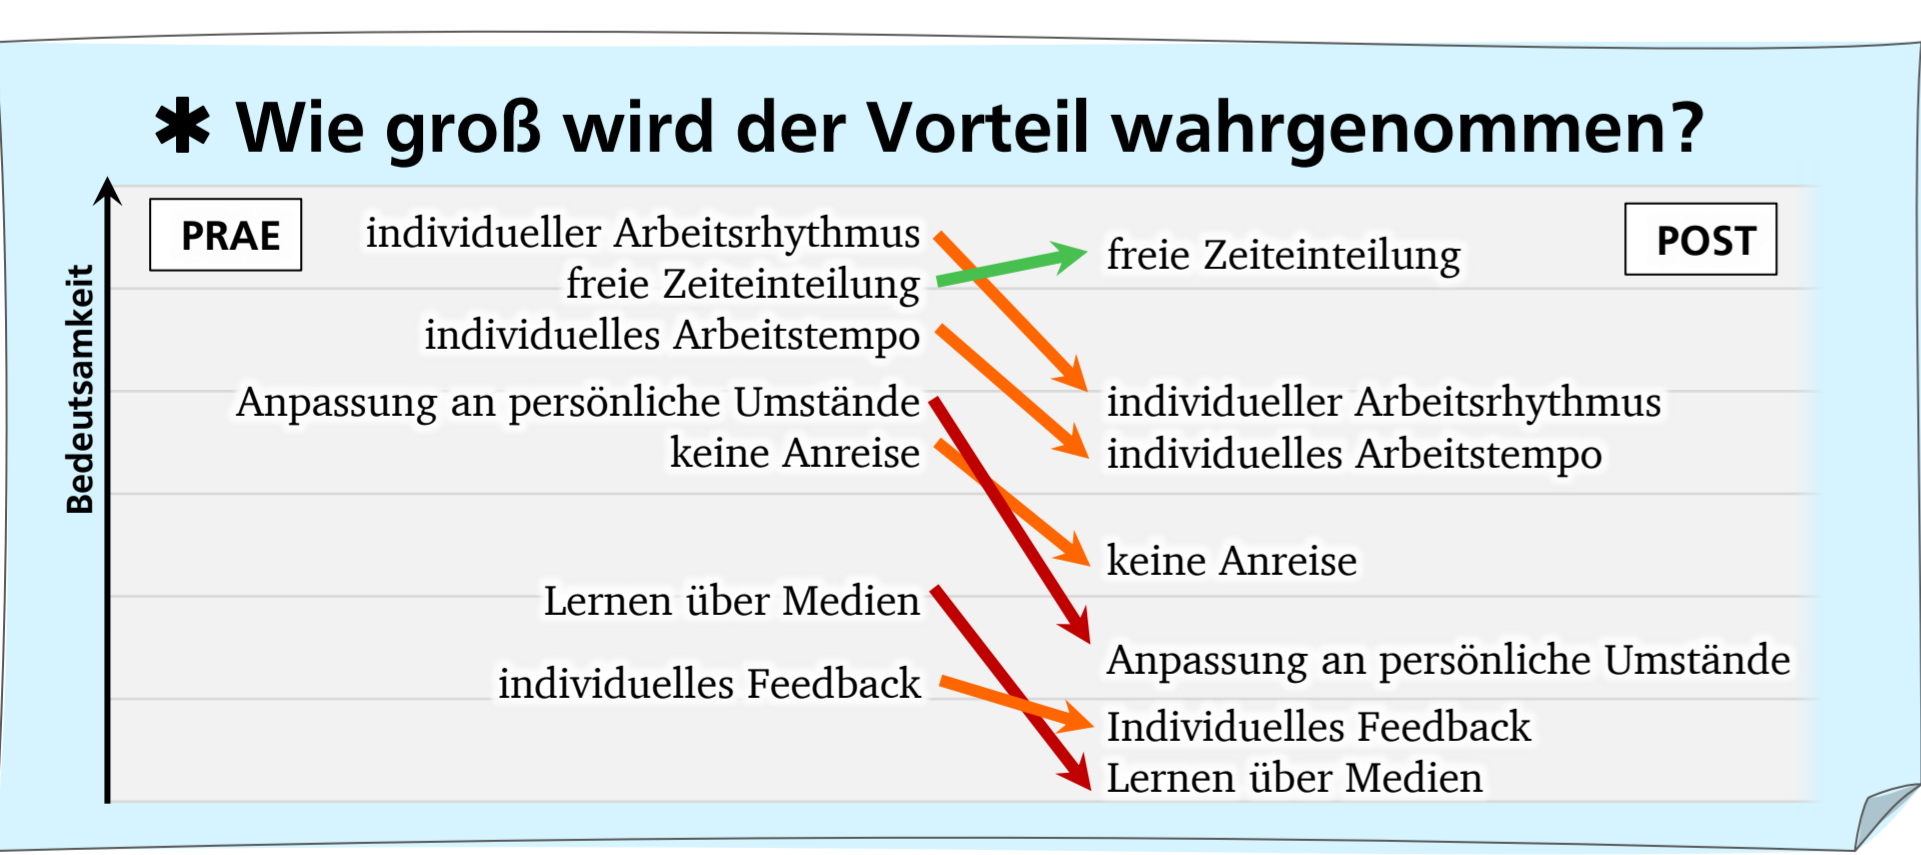 ✱ Wie groß wird der Vorteil wahrgenommen?
Bedeutsamkeit
PRAE
individueller Arbeitsrhythmus
freie Zeiteinteilung
individuelles Arbeitstempo
Anpassung an persönliche Umstände
keine Anreise
Lernen über Medien
individuelles Feedback
POST
freie Zeiteinteilung
individueller Arbeitsrhythmus
individuelles Arbeitstempo
keine Anreise
Anpassung an persönliche Umstände
Individuelles Feedback
Lernen über Medien